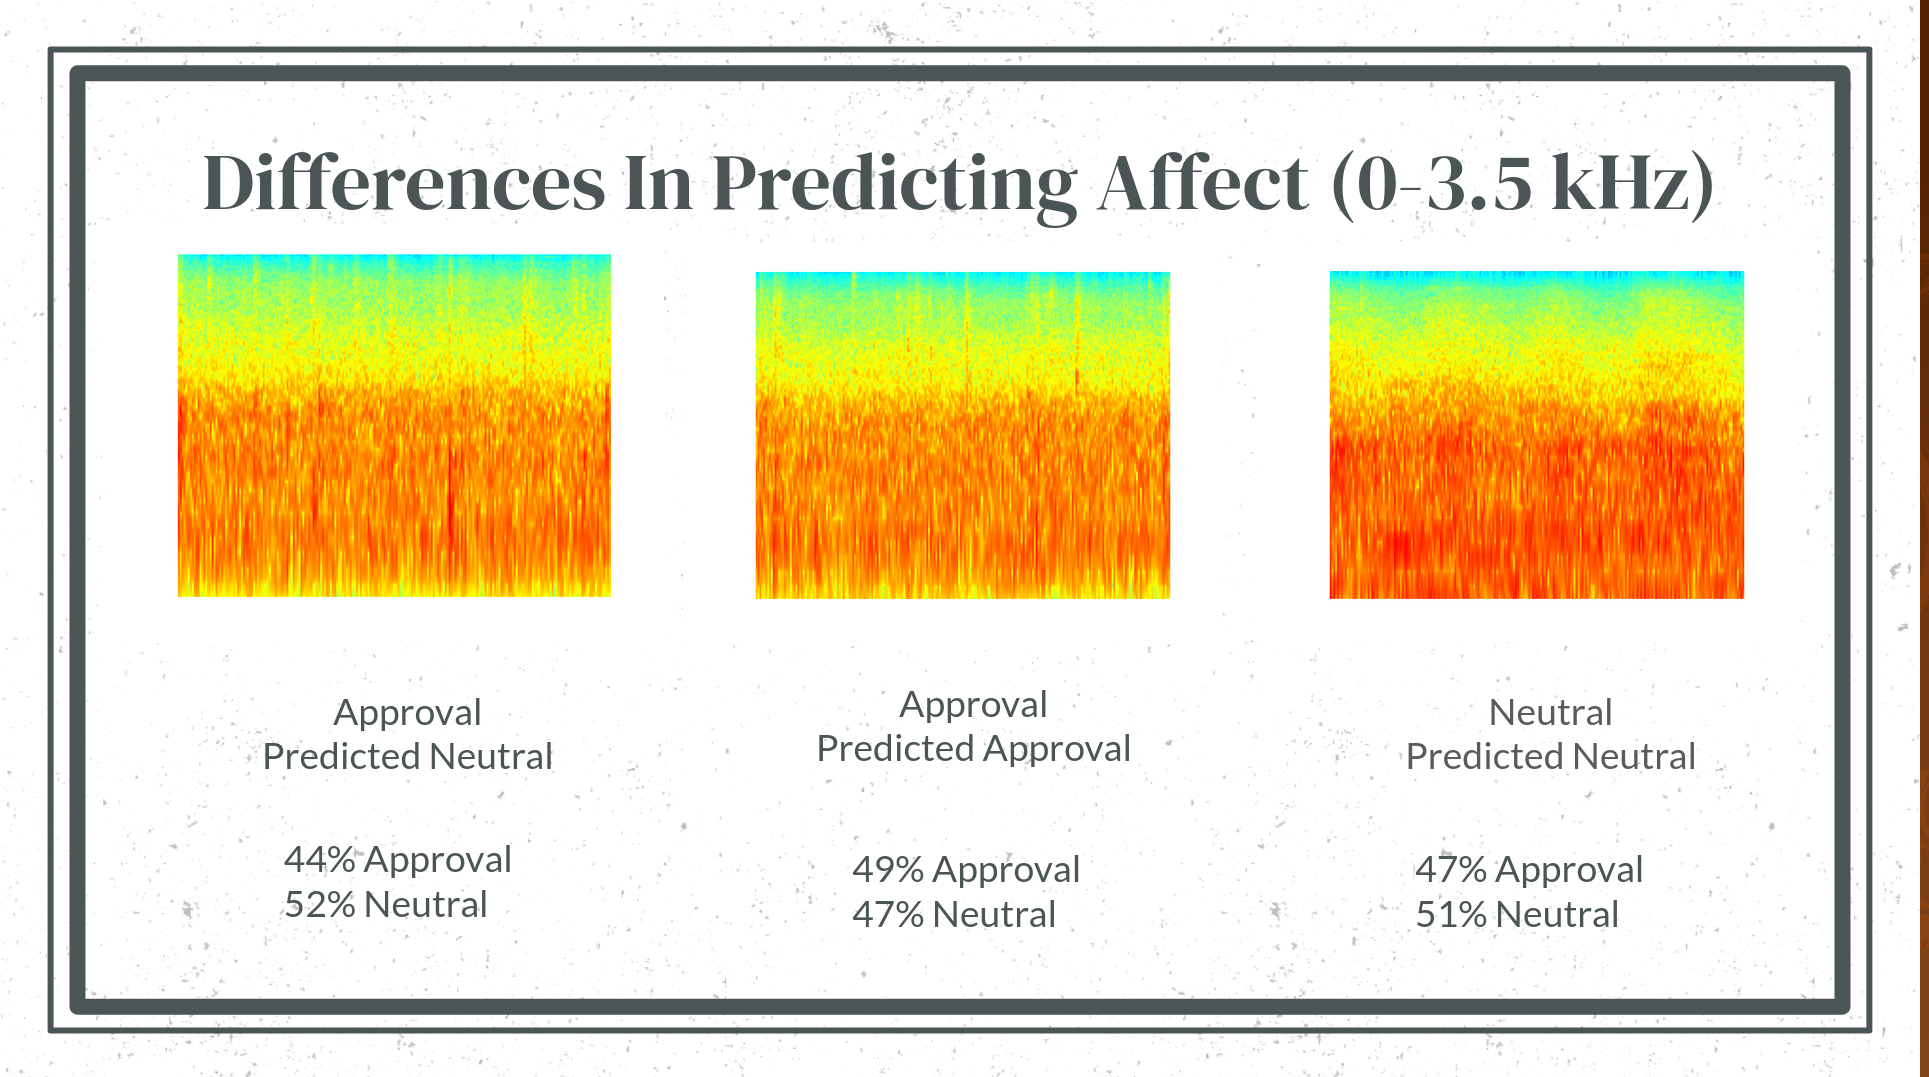 Differences In Predicting Affect (0-3.5 kHz)
Approval
Predicted Neutral
44% Approval
52% Neutral
Approval
Predicted Approval
49% Approval
47% Neutral
Neutral
Predicted Neutral
47% Approval
51% Neutral